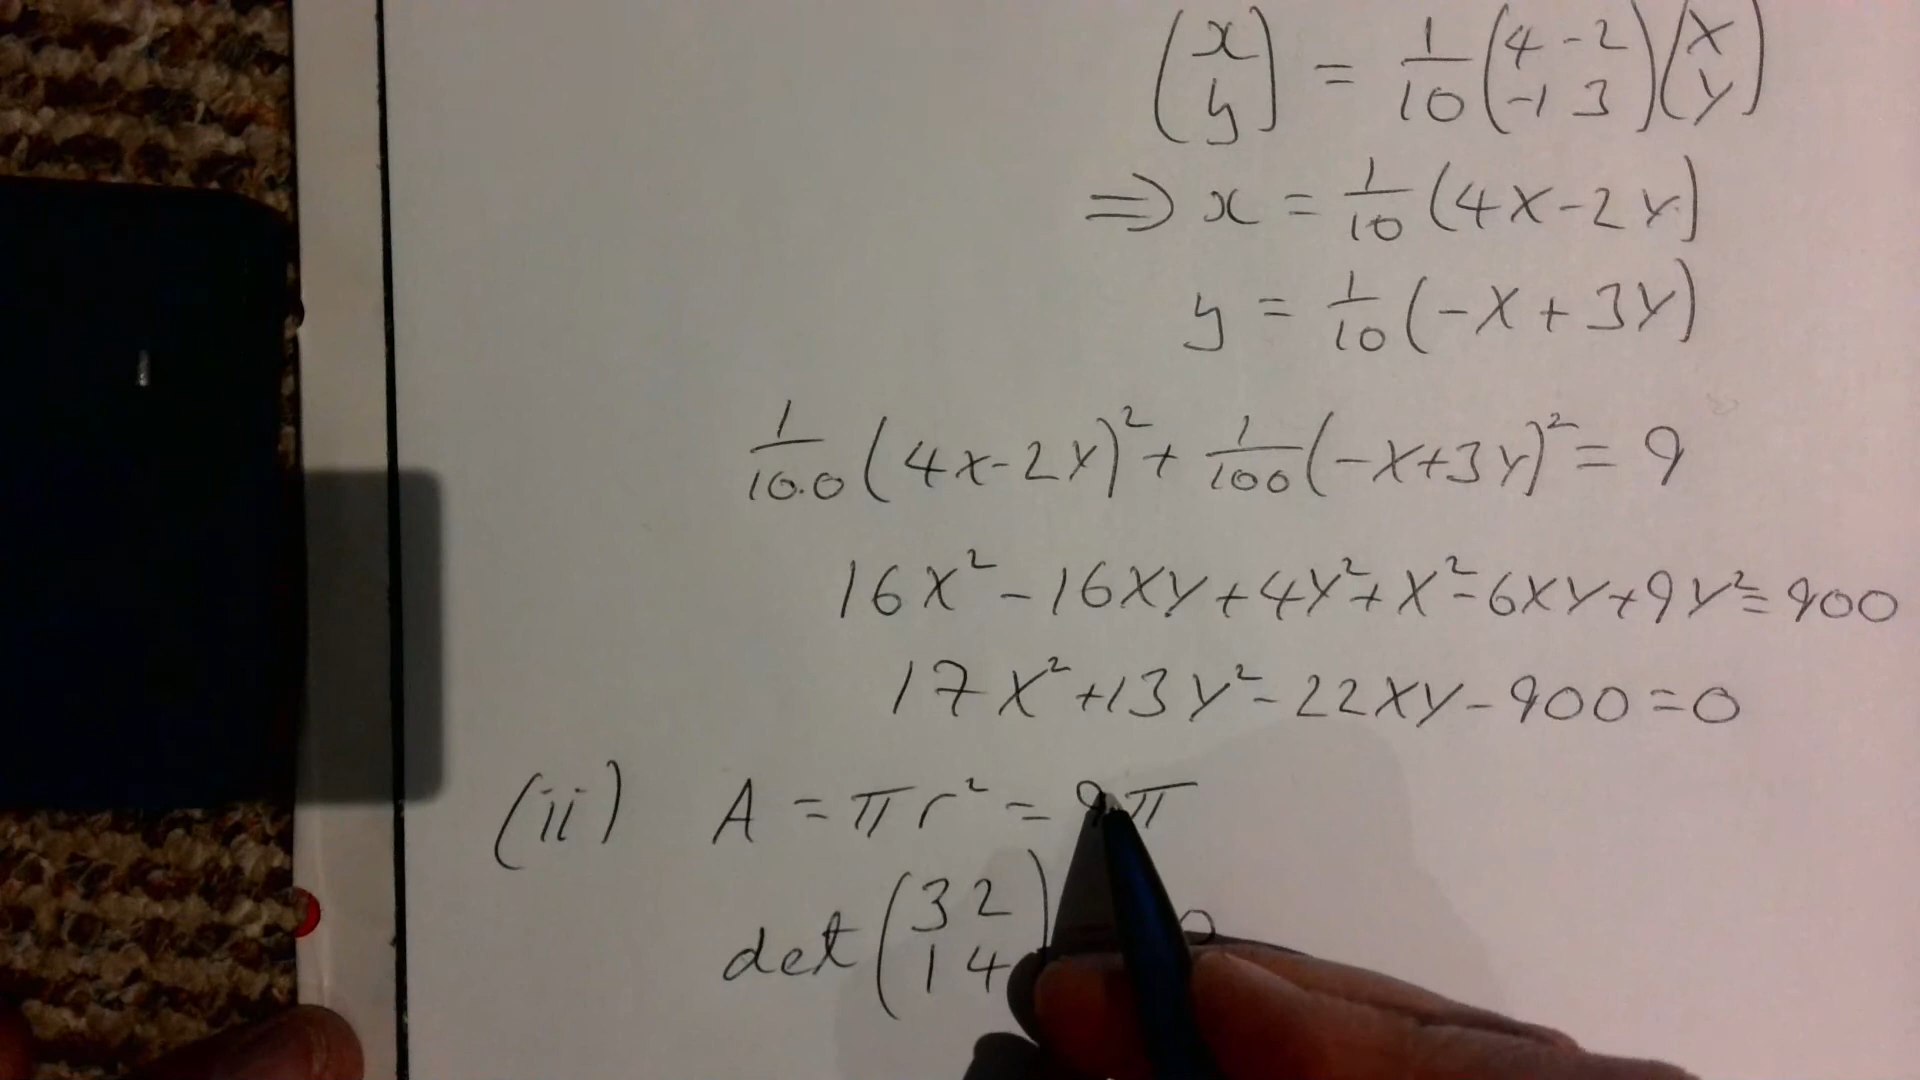 (x y) = 1/10 (4 -2 -1 3)(X Y)
⇒ x = 1/10 (4X-2Y)
y = 1/10 (-X+3Y)
1/100 (4X-2Y)² + 1/100 (-X+3Y)² = 9
16X² - 16XY + 4Y² + X² - 6XY + 9Y² = 900
17X² + 13Y² - 22XY - 900 = 0
(ii) A = πr² = 9π
det (3 2 1 4)